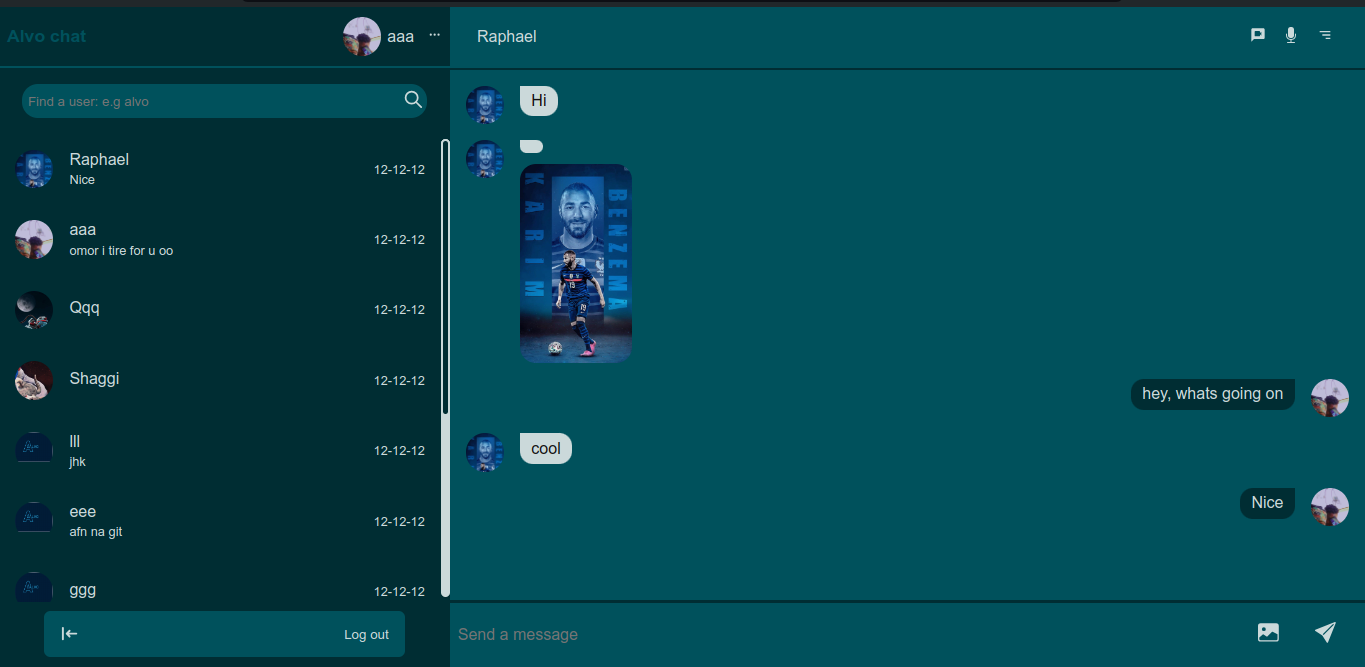 Alvo chat
aaa
Find a user: e.g alvo
Raphael
Nice
12-12-12
aaa
omor i tire for u oo
12-12-12
Qqq
12-12-12
Shaggi
12-12-12
lll
jhk
12-12-12
eee
afn na git
12-12-12
ggg
12-12-12
Log out
Raphael
Hi
KARIM
BENZEMA
19
19
hey, whats going on
cool
Nice
Send a message